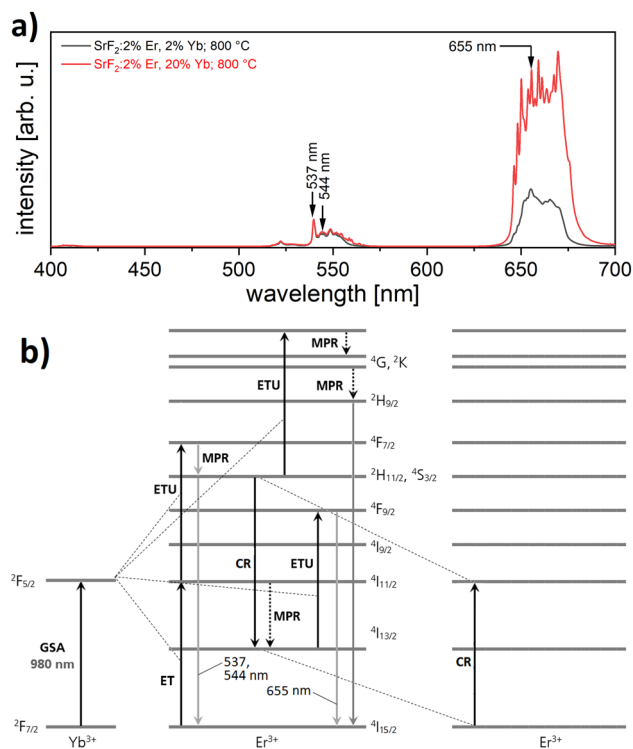 a)
SrF₂:2% Er, 2% Yb; 800 °C
SrF₂:2% Er, 20% Yb; 800 °C
655 nm
537 nm
544 nm
intensity [arb. u.]
400 450 500 550 600 650 700
wavelength [nm]
b)
MPR
⁴G, ²K
ETU
MPR
²H₉/₂
⁴F₇/₂
MPR
²H₁₁/₂, ⁴S₃/₂
ETU
⁴F₉/₂
CR
ETU
⁴I₉/₂
²F₅/₂
⁴I₁₁/₂
MPR
⁴I₁₃/₂
GSA
980 nm
ET
537,
544 nm
655 nm
CR
²F₇/₂
⁴I₁₅/₂
Yb³⁺
Er³⁺
Er³⁺